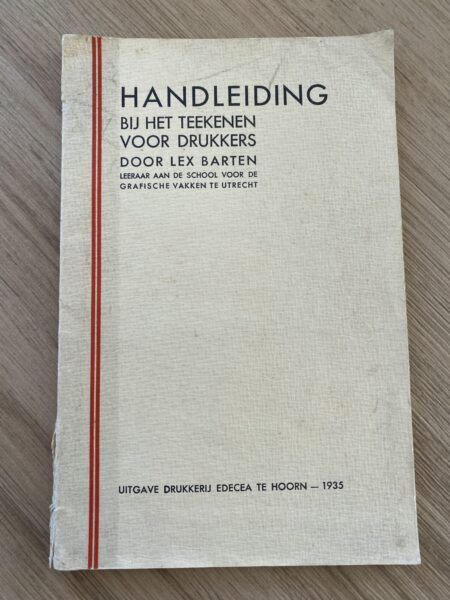 HANDLEIDING
BIJ HET TEEKENEN
VOOR DRUKKERS
DOOR LEX BARTEN
LEERAAR AAN DE SCHOOL VOOR DE
GRAFISCHE VAKKEN TE UTRECHT
UITGAVE DRUKKERIJ EDECEA TE HOORN — 1935